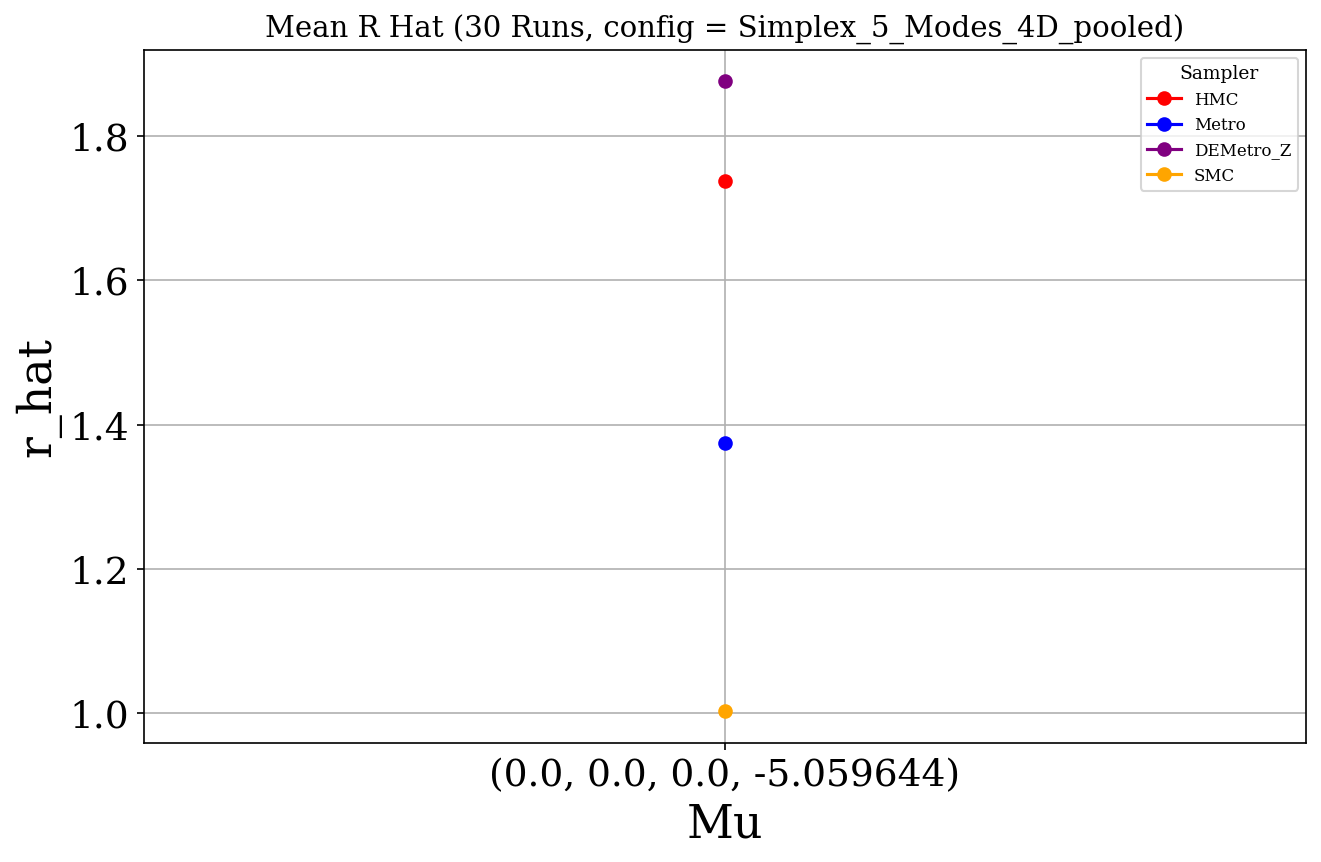 Mean R Hat (30 Runs, config = Simplex_5_Modes_4D_pooled)
Sampler
HMC
Metro
DEMetro_Z
SMC
r_hat
1.8
1.6
1.4
1.2
1.0
(0.0, 0.0, 0.0, -5.059644)
Mu